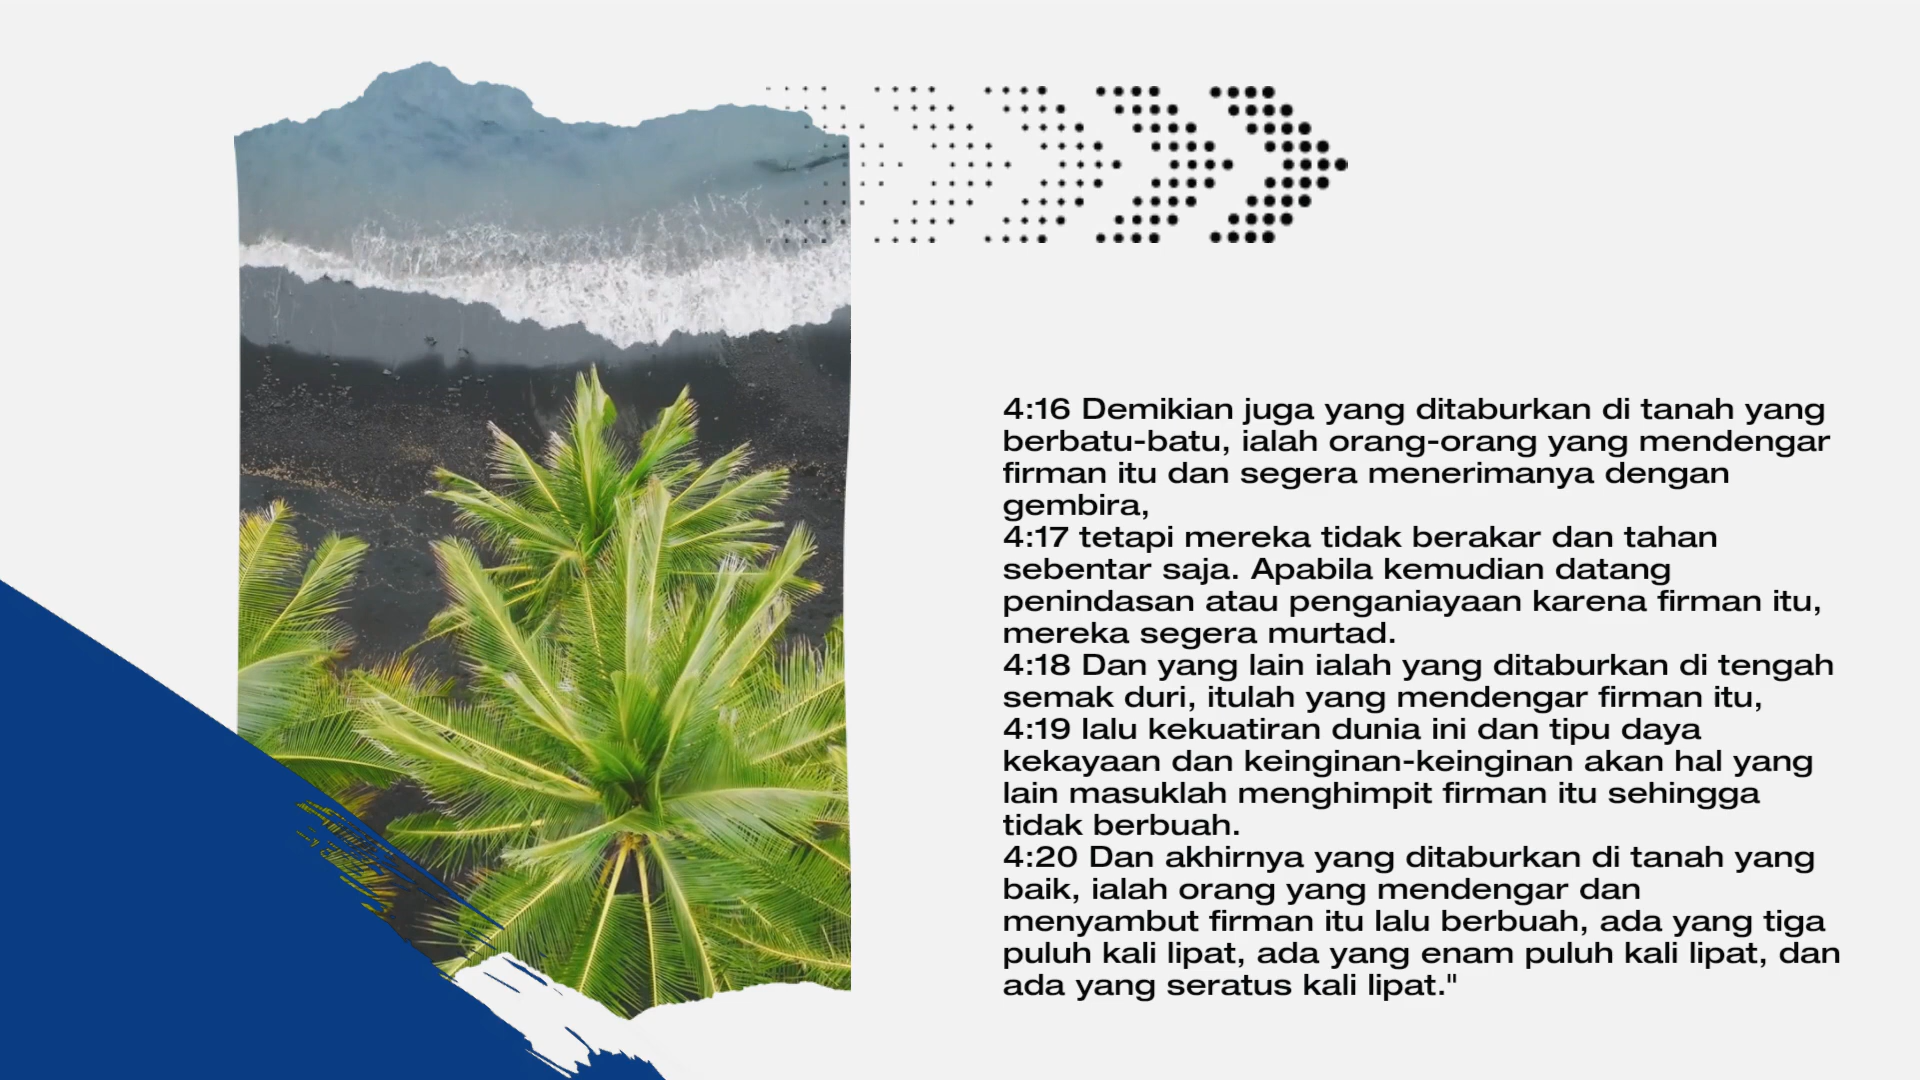 4:16 Demikian juga yang ditaburkan di tanah yang
berbatu-batu, ialah orang-orang yang mendengar
firman itu dan segera menerimanya dengan
gembira,
4:17 tetapi mereka tidak berakar dan tahan
sebentar saja. Apabila kemudian datang
penindasan atau penganiayaan karena firman itu,
mereka segera murtad.
4:18 Dan yang lain ialah yang ditaburkan di tengah
semak duri, itulah yang mendengar firman itu,
4:19 lalu kekuatiran dunia ini dan tipu daya
kekayaan dan keinginan-keinginan akan hal yang
lain masuklah menghimpit firman itu sehingga
tidak berbuah.
4:20 Dan akhirnya yang ditaburkan di tanah yang
baik, ialah orang yang mendengar dan
menyambut firman itu lalu berbuah, ada yang tiga
puluh kali lipat, ada yang enam puluh kali lipat, dan
ada yang seratus kali lipat."